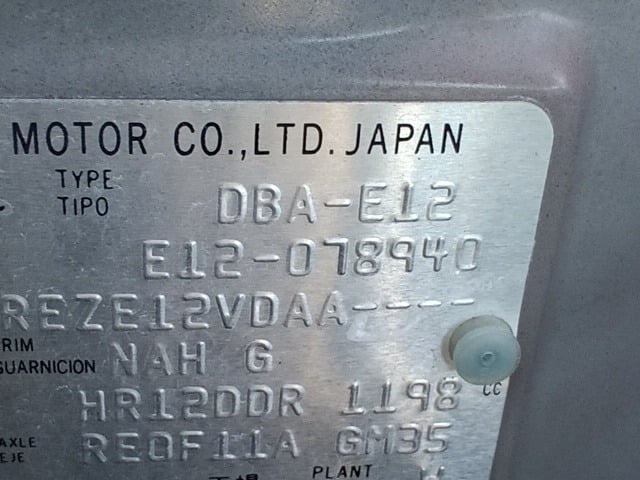 MOTOR CO.,LTD. JAPAN
TYPE
TIPO DBA-E12
E12-078940
REZE12VDAA----
RIM
GUARNICION NAH G
HR12DDR 1198 CC
AXLE
EJE RE0F11A GM35
PLANT